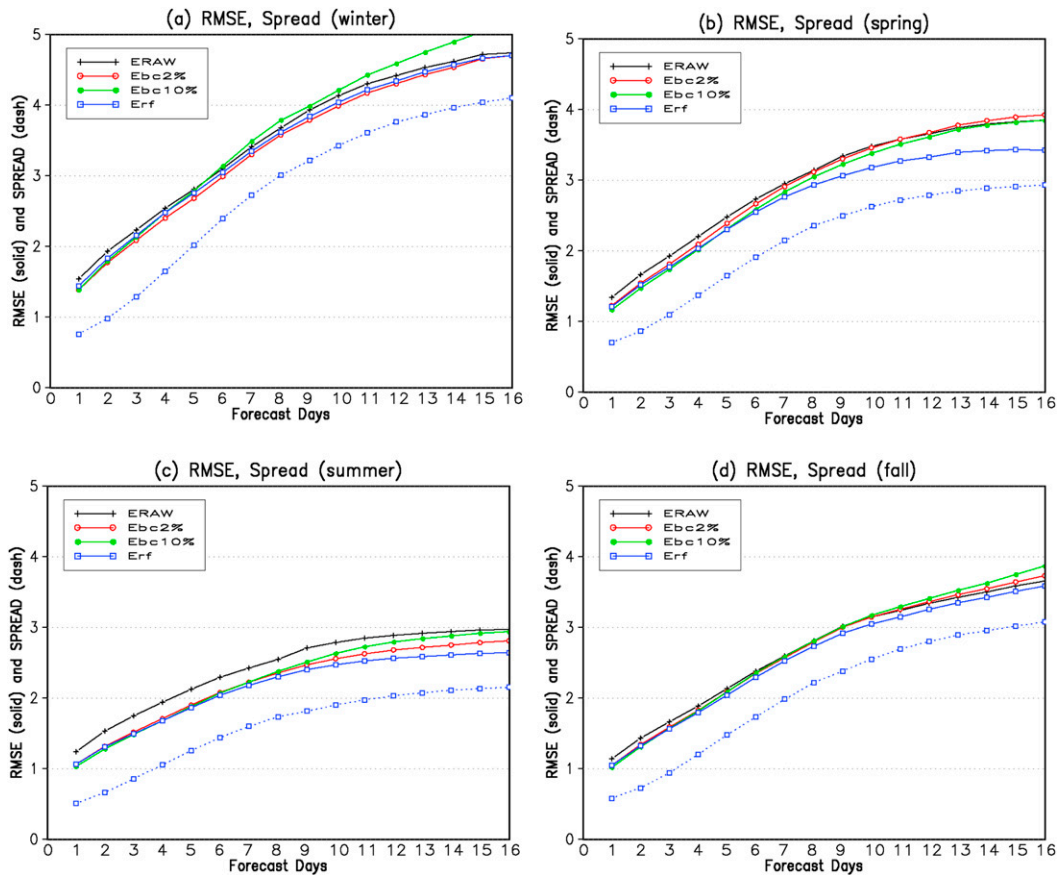 (a) RMSE, Spread (winter)
RMSE (solid) and SPREAD (dash)
5
4
3
2
1
0
ERAW
Ebc2%
Ebc10%
Erf
0 1 2 3 4 5 6 7 8 9 10 11 12 13 14 15 16
Forecast Days
(b) RMSE, Spread (spring)
RMSE (solid) and SPREAD (dash)
5
4
3
2
1
0
ERAW
Ebc2%
Ebc10%
Erf
0 1 2 3 4 5 6 7 8 9 10 11 12 13 14 15 16
Forecast Days
(c) RMSE, Spread (summer)
RMSE (solid) and SPREAD (dash)
5
4
3
2
1
0
ERAW
Ebc2%
Ebc10%
Erf
0 1 2 3 4 5 6 7 8 9 10 11 12 13 14 15 16
Forecast Days
(d) RMSE, Spread (fall)
RMSE (solid) and SPREAD (dash)
5
4
3
2
1
0
ERAW
Ebc2%
Ebc10%
Erf
0 1 2 3 4 5 6 7 8 9 10 11 12 13 14 15 16
Forecast Days